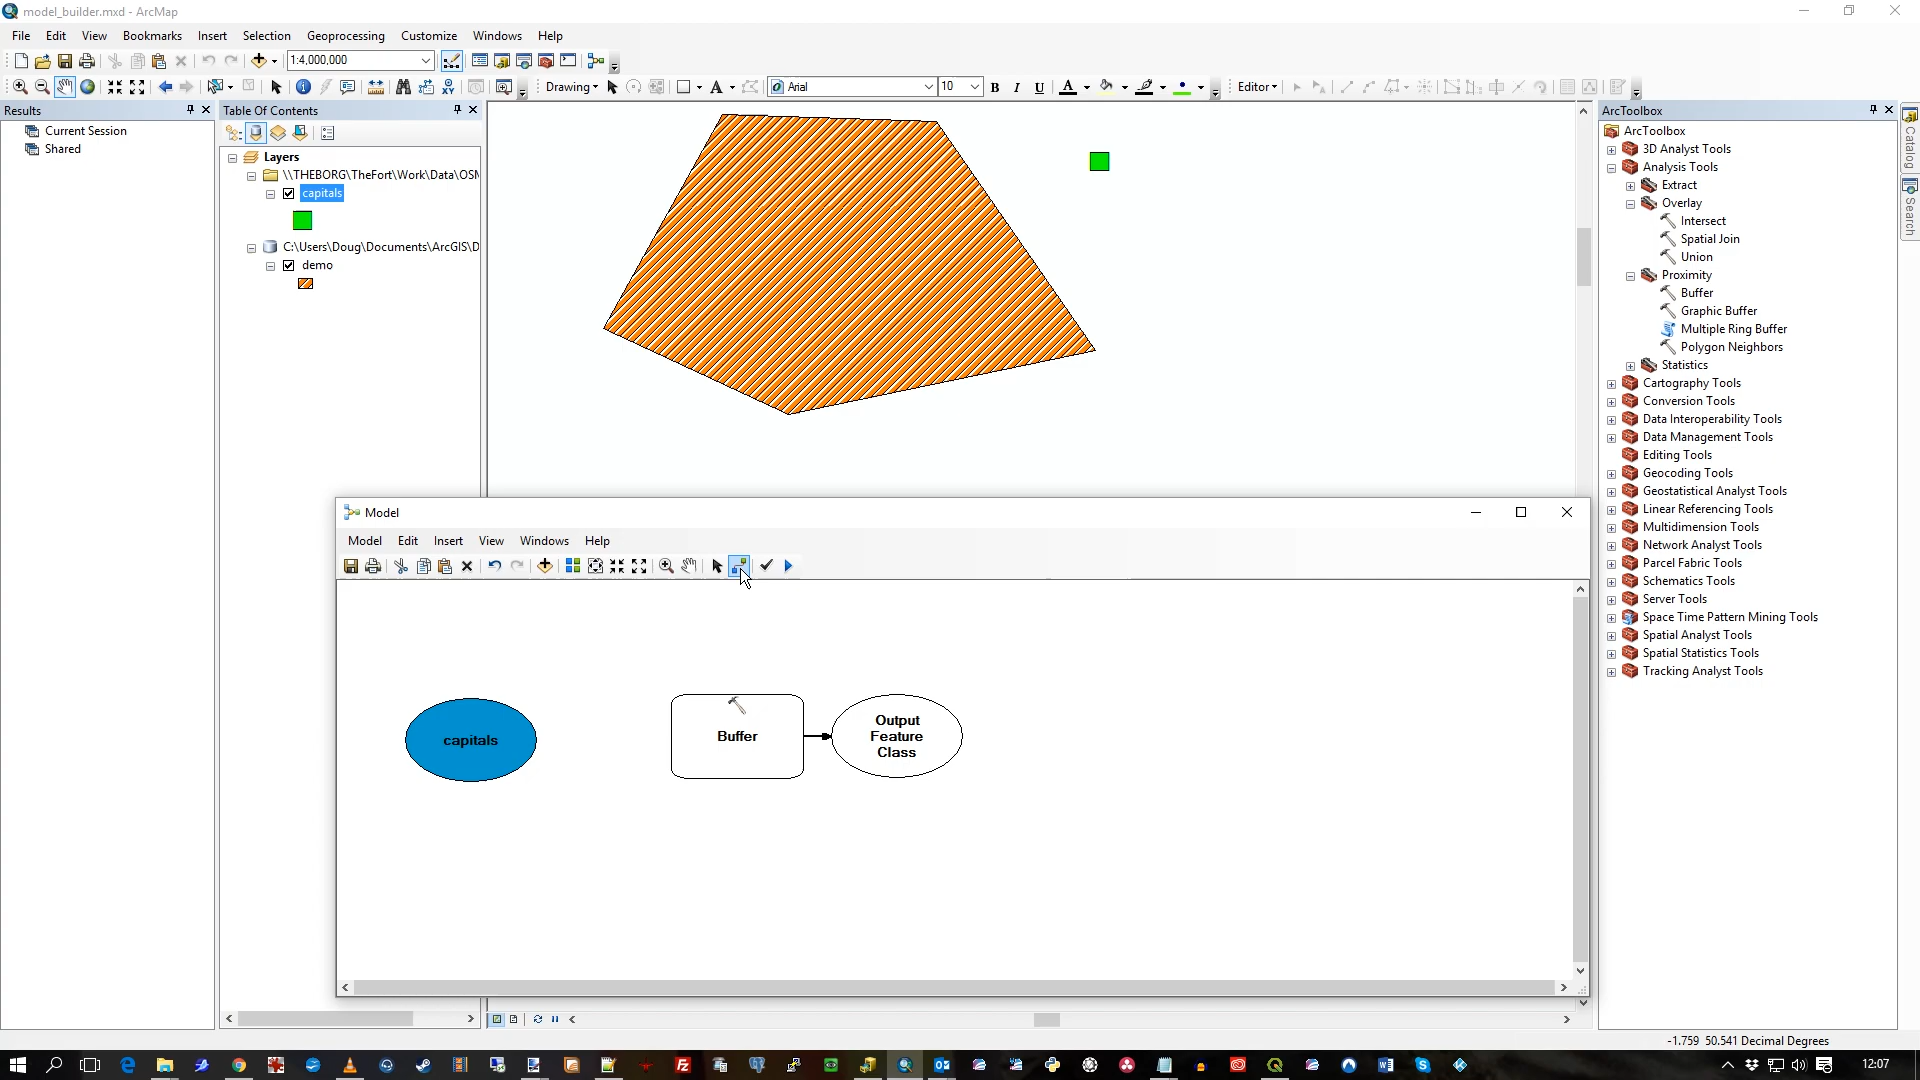 model_builder.mxd - ArcMap
File Edit View Bookmarks Insert Selection Geoprocessing Customize Windows Help
1:4,000,000
Drawing Arial 10 B I U A Editor
Results
Current Session
Shared
Table Of Contents
Layers
\\THEBORG\TheFort\Work\Data\OSM
capitals
C:\Users\Doug\Documents\ArcGIS\D
demo
ArcToolbox
ArcToolbox
3D Analyst Tools
Analysis Tools
Extract
Overlay
Intersect
Spatial Join
Union
Proximity
Buffer
Graphic Buffer
Multiple Ring Buffer
Polygon Neighbors
Statistics
Cartography Tools
Conversion Tools
Data Interoperability Tools
Data Management Tools
Editing Tools
Geocoding Tools
Geostatistical Analyst Tools
Linear Referencing Tools
Multidimension Tools
Network Analyst Tools
Parcel Fabric Tools
Schematics Tools
Server Tools
Space Time Pattern Mining Tools
Spatial Analyst Tools
Spatial Statistics Tools
Tracking Analyst Tools
Catalog
Search
Model
Model Edit Insert View Windows Help
capitals
Buffer
Output
Feature
Class
-1.759 50.541 Decimal Degrees
12:07